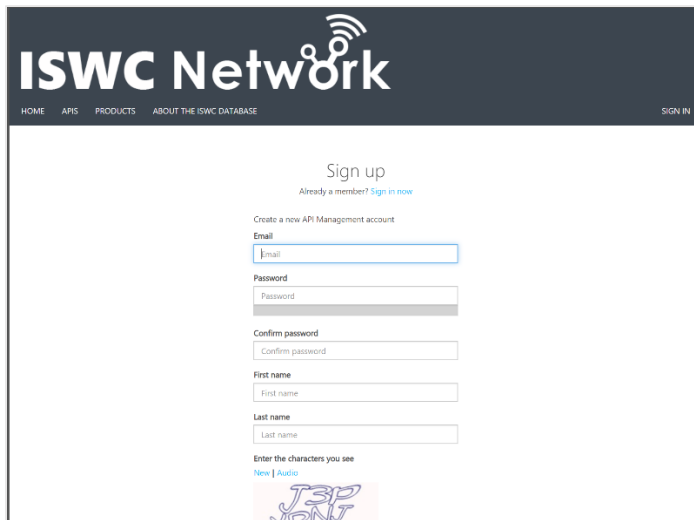 ISWC Network
HOME APIS PRODUCTS ABOUT THE ISWC DATABASE SIGN IN
Sign up
Already a member? Sign in now
Create a new API Management account
Email
Email
Password
Password
Confirm password
Confirm password
First name
First name
Last name
Last name
Enter the characters you see
New | Audio